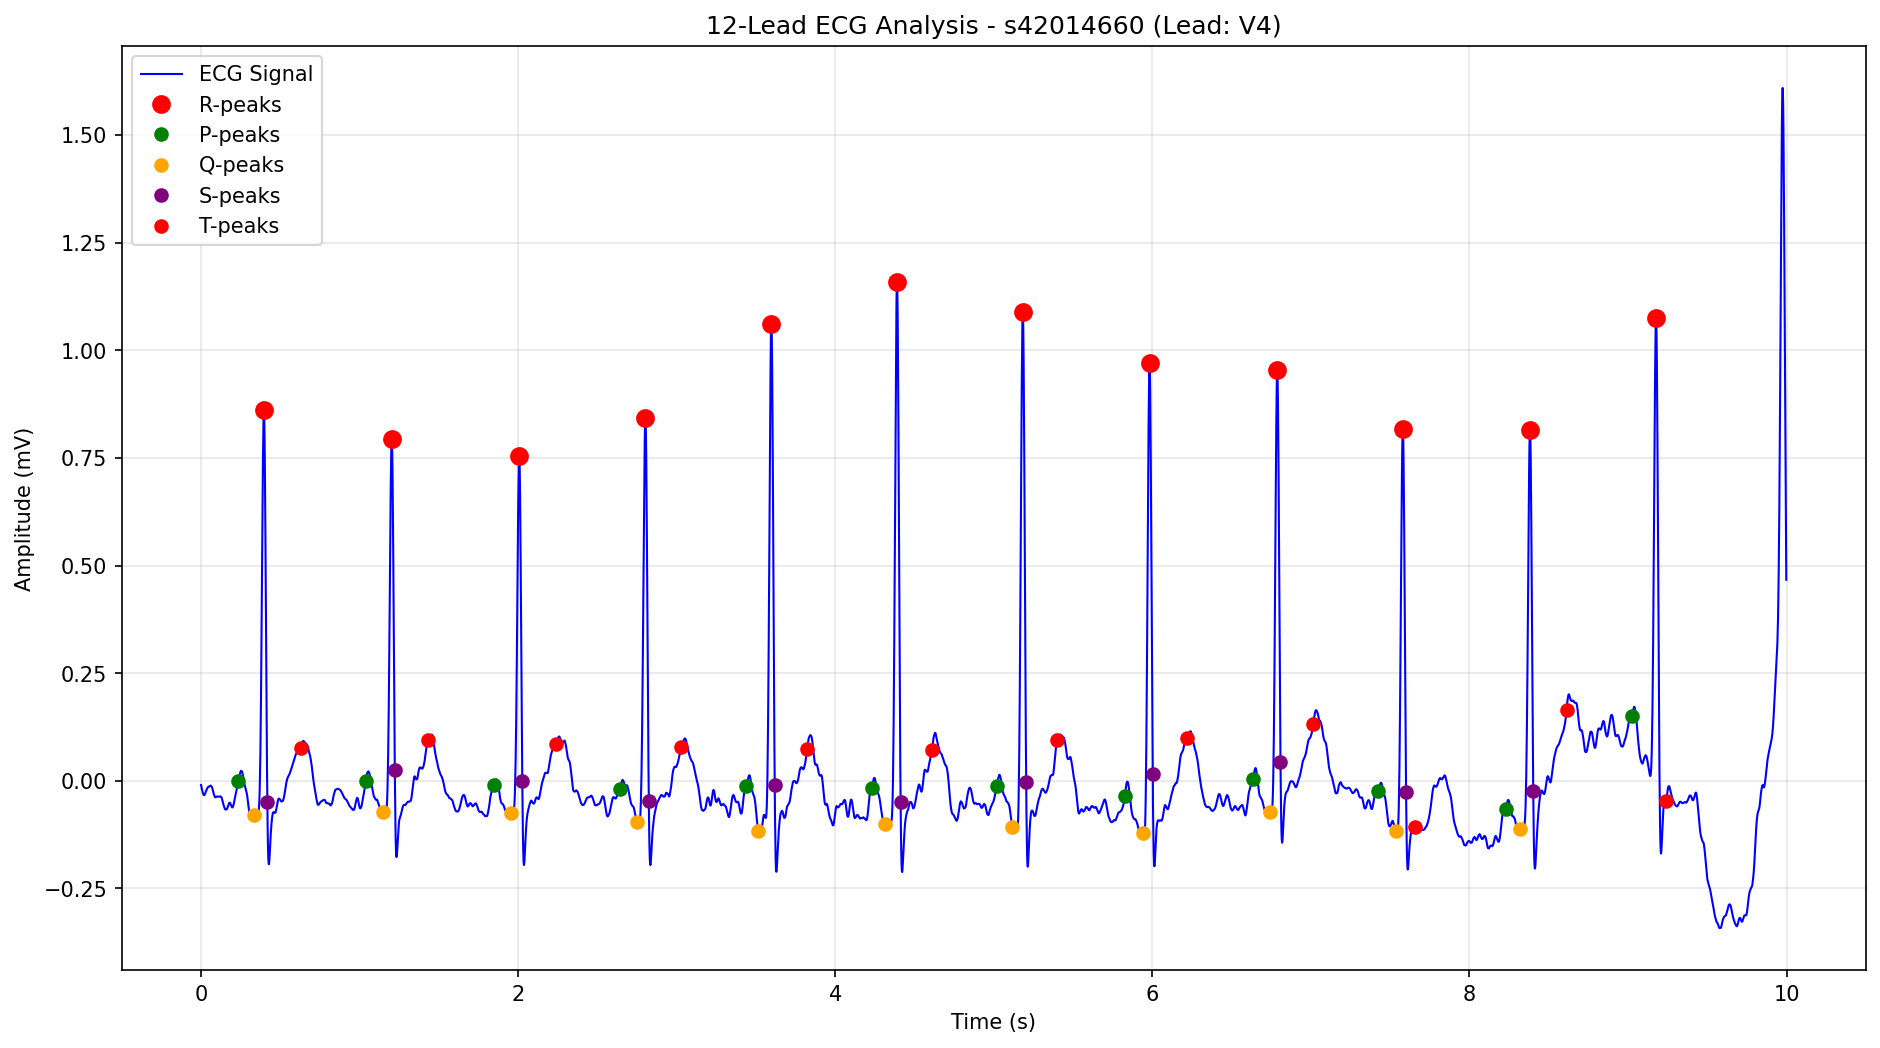 12-Lead ECG Analysis - s42014660 (Lead: V4)
ECG Signal
R-peaks
P-peaks
Q-peaks
S-peaks
T-peaks
1.50
1.25
1.00
0.75
0.50
0.25
0.00
−0.25
Amplitude (mV)
0 2 4 6 8 10
Time (s)